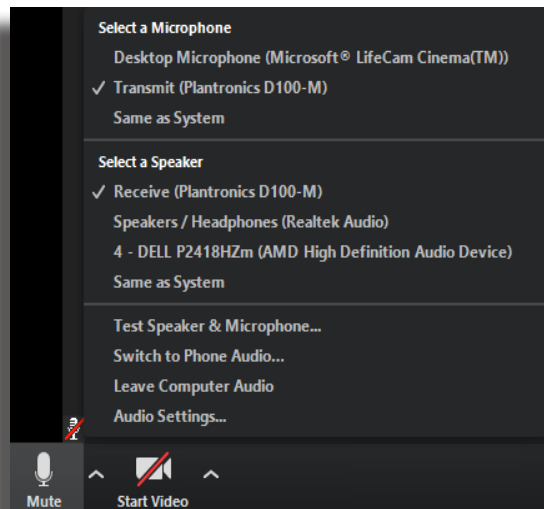 Select a Microphone
Desktop Microphone (Microsoft® LifeCam Cinema(TM))
✓ Transmit (Plantronics D100-M)
Same as System
Select a Speaker
✓ Receive (Plantronics D100-M)
Speakers / Headphones (Realtek Audio)
4 - DELL P2418HZm (AMD High Definition Audio Device)
Same as System
Test Speaker & Microphone...
Switch to Phone Audio...
Leave Computer Audio
Audio Settings...
Mute
Start Video